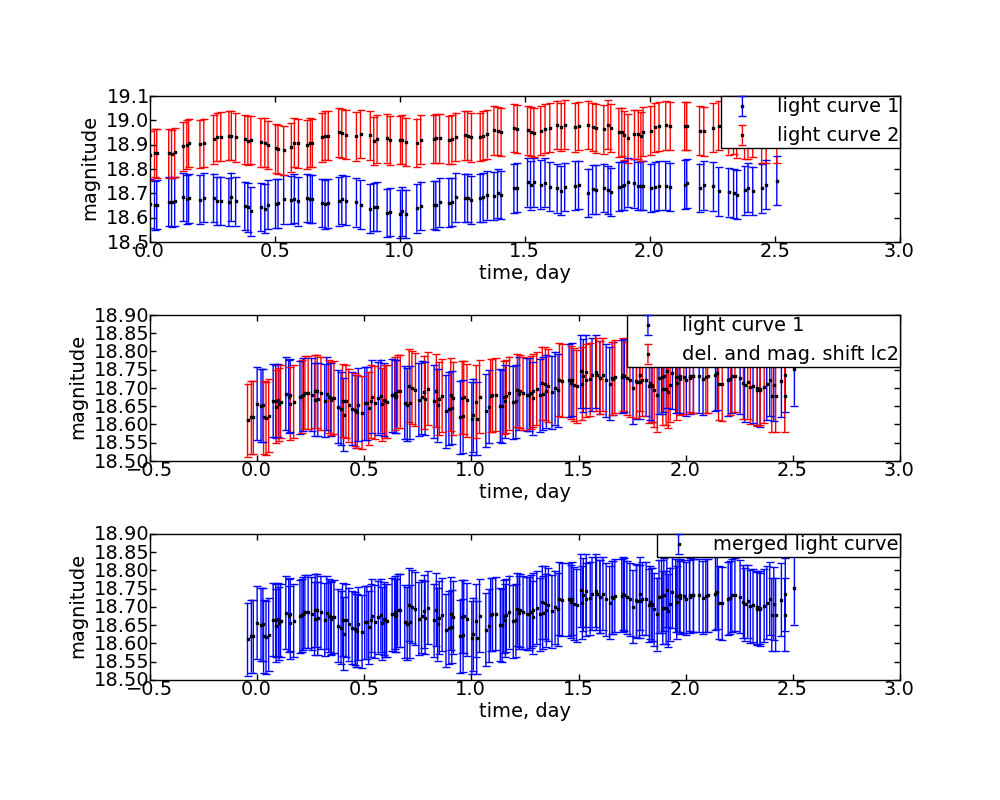 19.1
19.0
18.9
18.8
18.7
18.6
18.5
magnitude
light curve 1
light curve 2
0.0 0.5 1.0 1.5 2.0 2.5 3.0
time, day
18.90
18.85
18.80
18.75
18.70
18.65
18.60
18.55
18.50
magnitude
light curve 1
del. and mag. shift lc2
−0.5 0.0 0.5 1.0 1.5 2.0 2.5 3.0
time, day
18.90
18.85
18.80
18.75
18.70
18.65
18.60
18.55
18.50
magnitude
merged light curve
−0.5 0.0 0.5 1.0 1.5 2.0 2.5 3.0
time, day